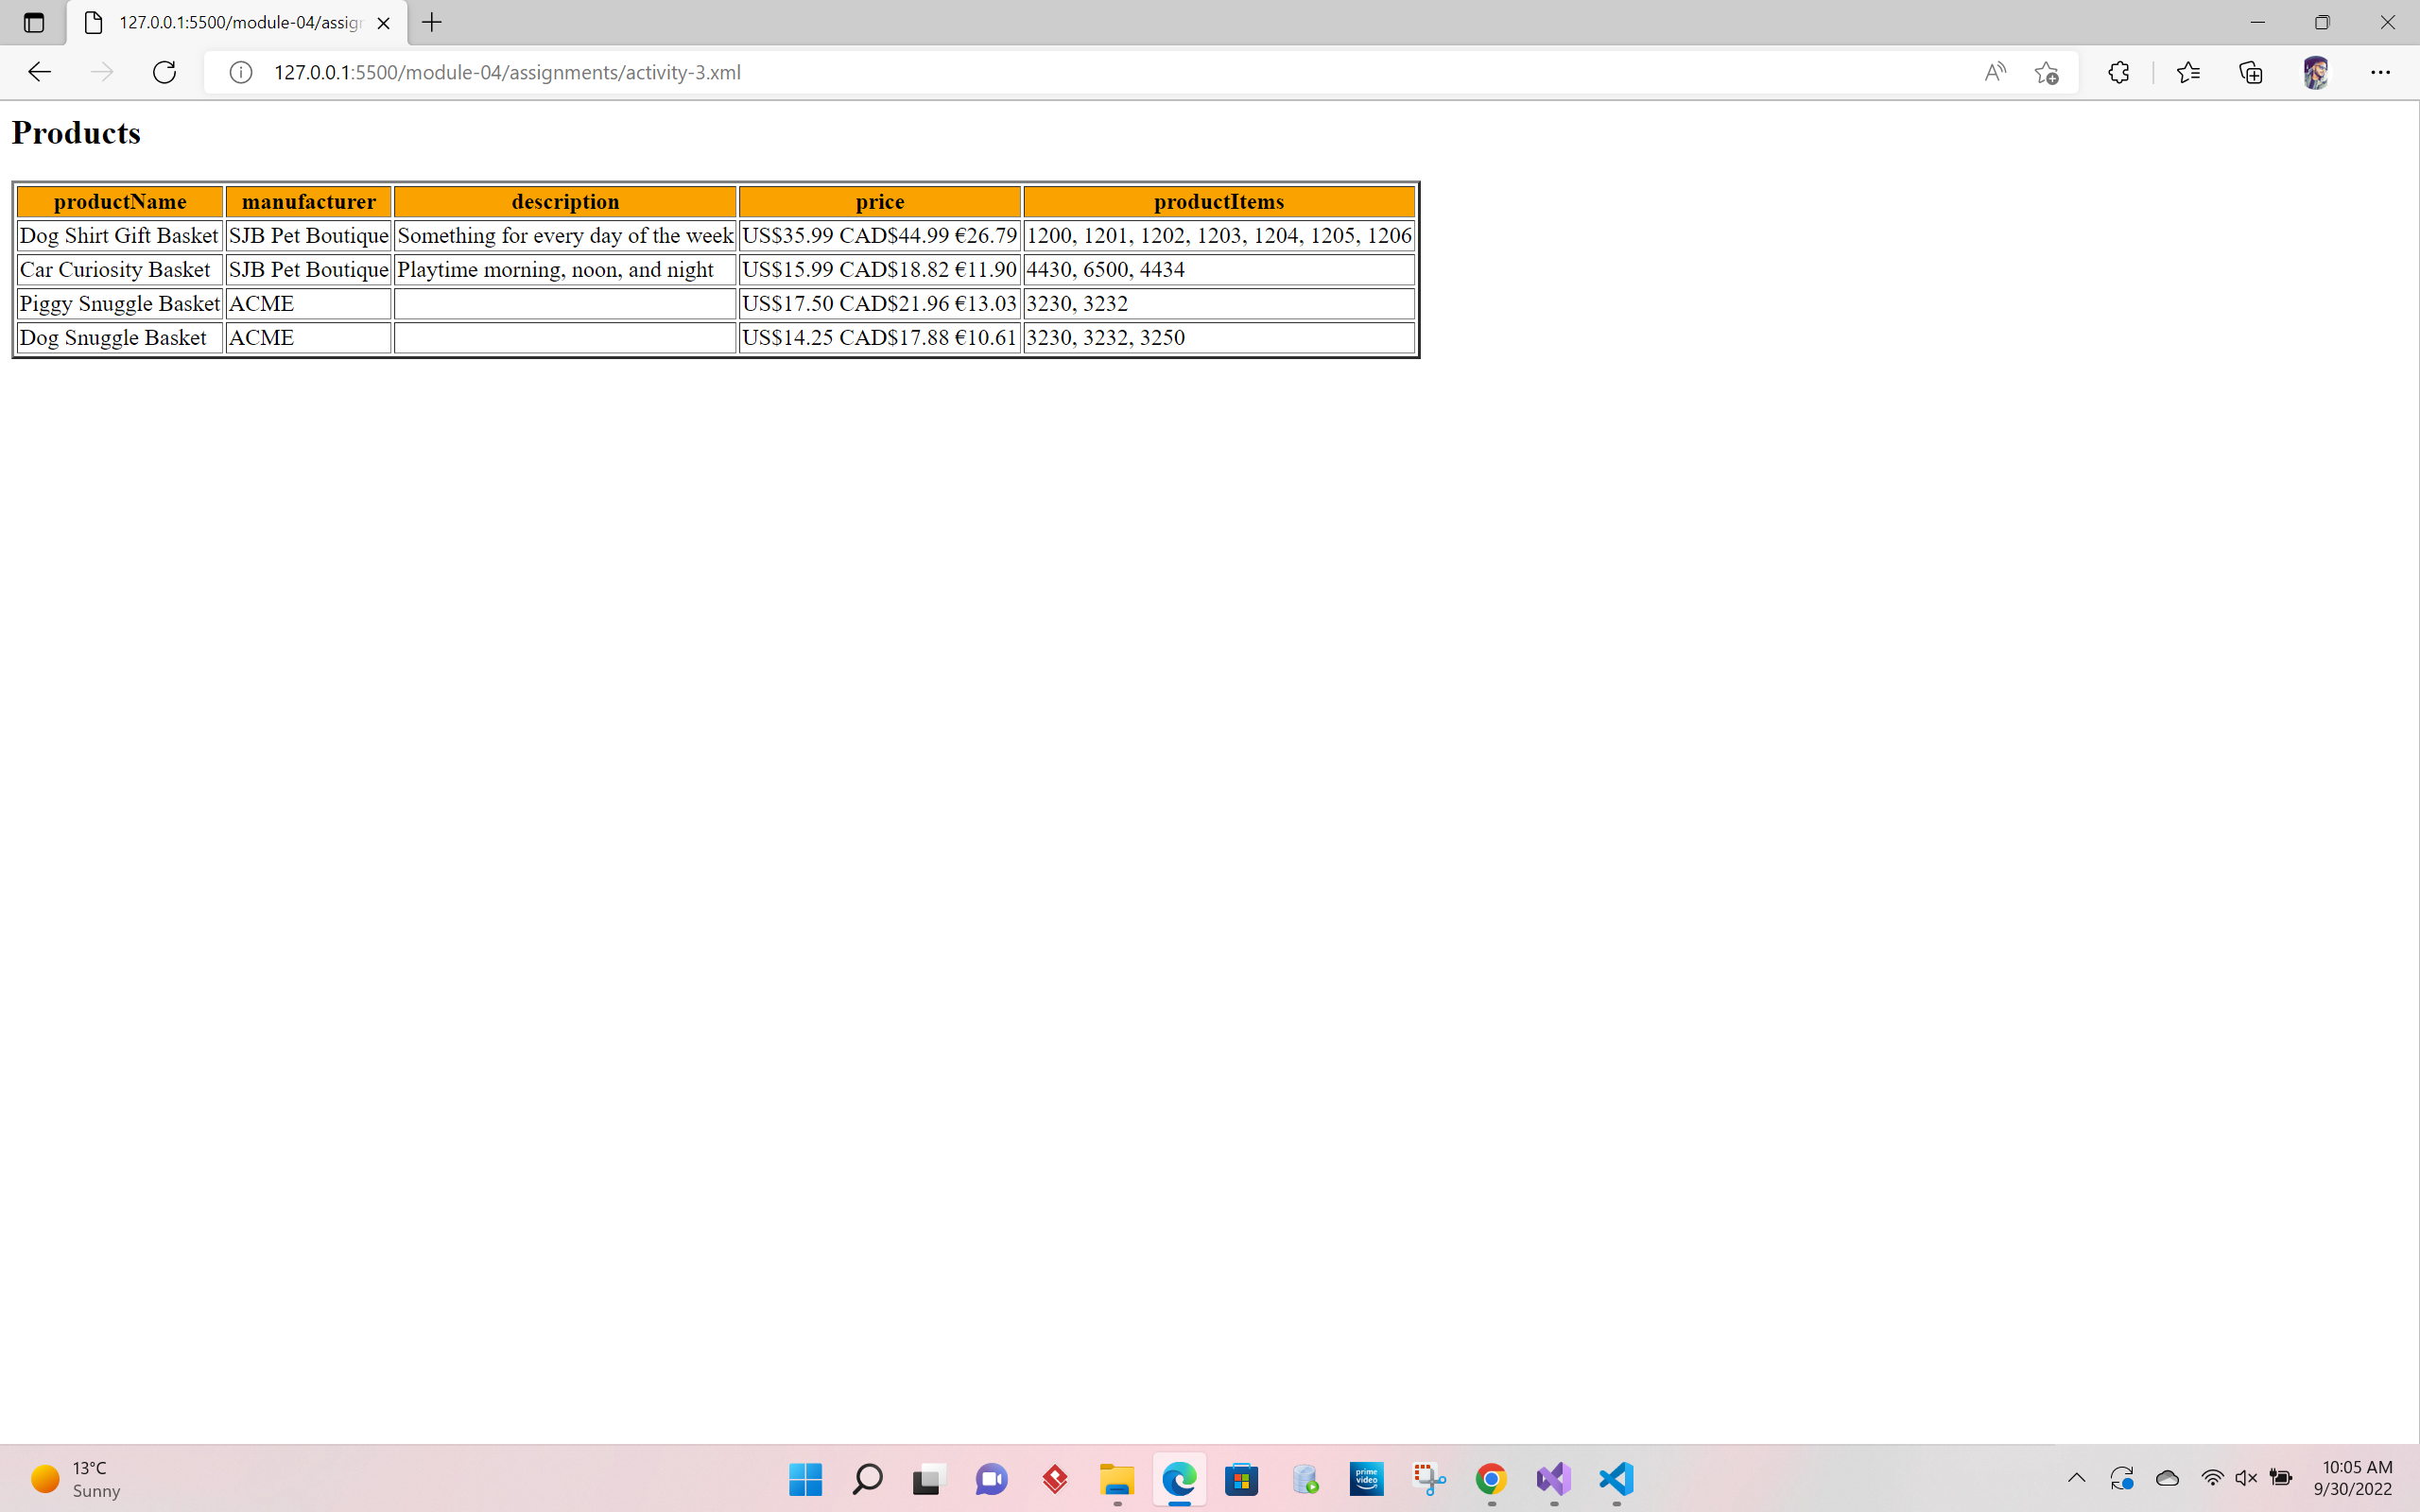 127.0.0.1:5500/module-04/assign
127.0.0.1:5500/module-04/assignments/activity-3.xml
Products
productName manufacturer description price productItems
Dog Shirt Gift Basket SJB Pet Boutique Something for every day of the week US$35.99 CAD$44.99 €26.79 1200, 1201, 1202, 1203, 1204, 1205, 1206
Car Curiosity Basket SJB Pet Boutique Playtime morning, noon, and night US$15.99 CAD$18.82 €11.90 4430, 6500, 4434
Piggy Snuggle Basket ACME US$17.50 CAD$21.96 €13.03 3230, 3232
Dog Snuggle Basket ACME US$14.25 CAD$17.88 €10.61 3230, 3232, 3250
13°C
Sunny
prime
video
10:05 AM
9/30/2022